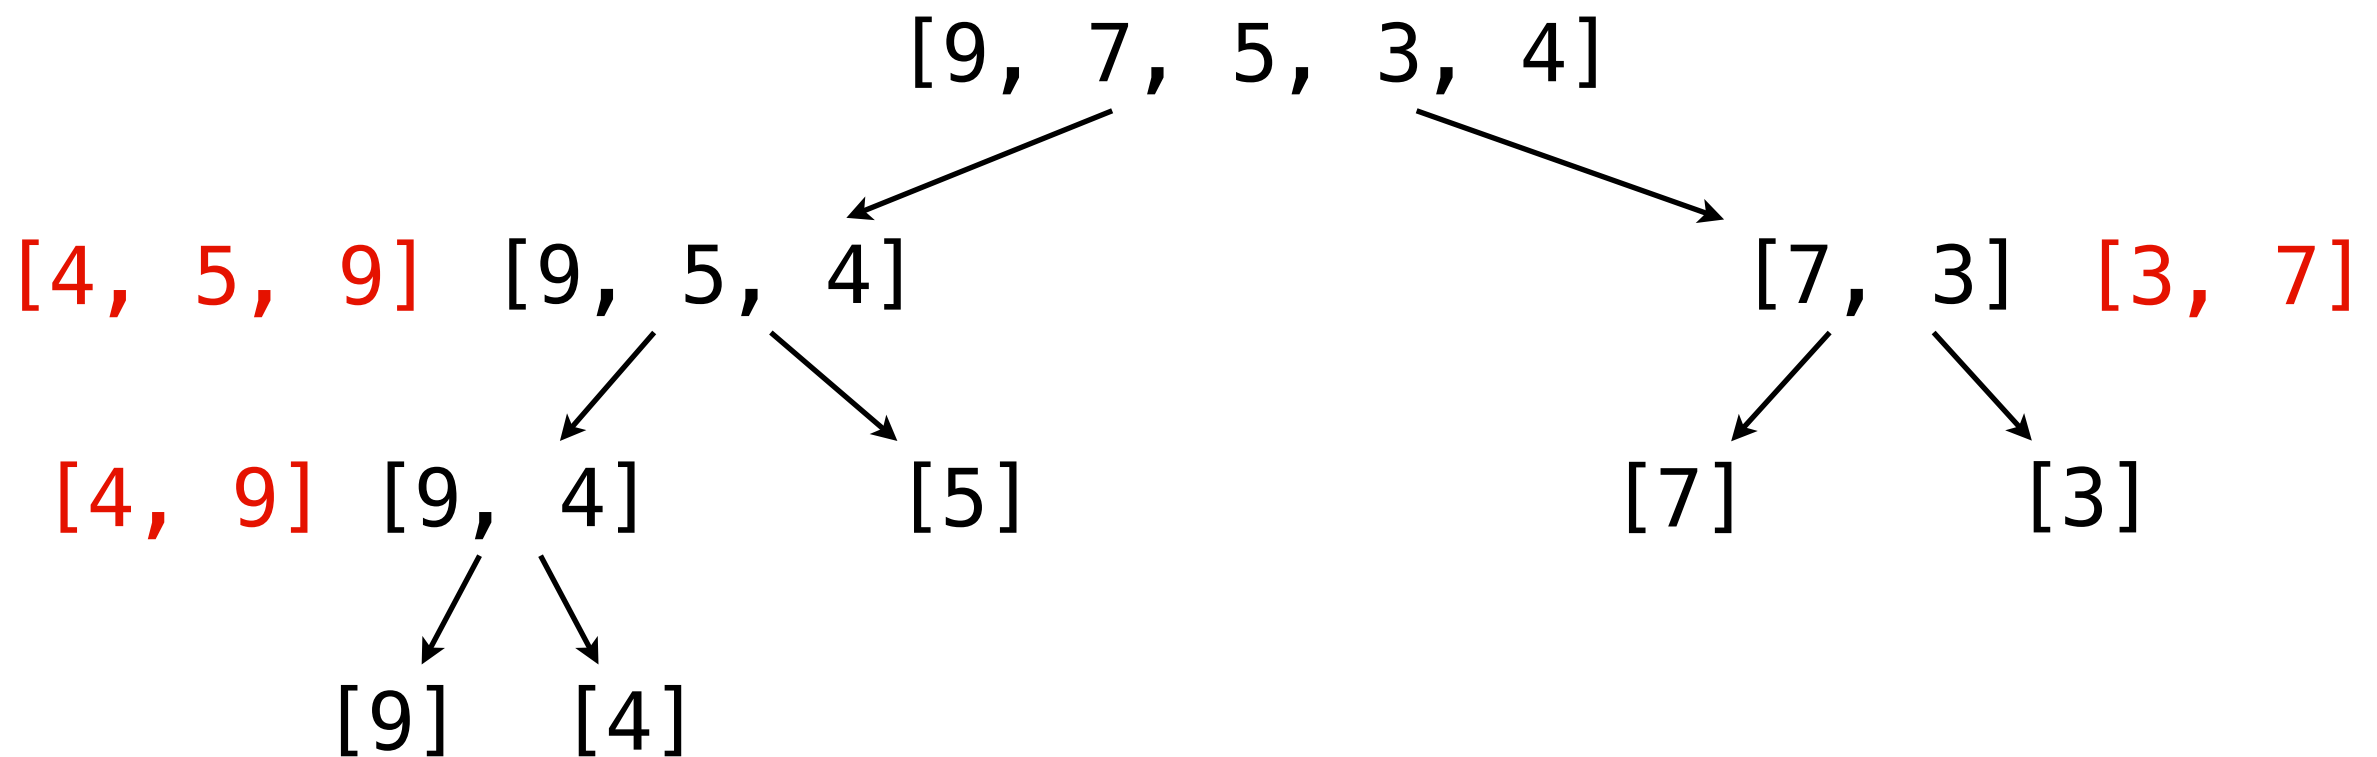 [9, 7, 5, 3, 4]
[4, 5, 9] [9, 5, 4] [7, 3] [3, 7]
[4, 9] [9, 4] [5] [7] [3]
[9] [4]